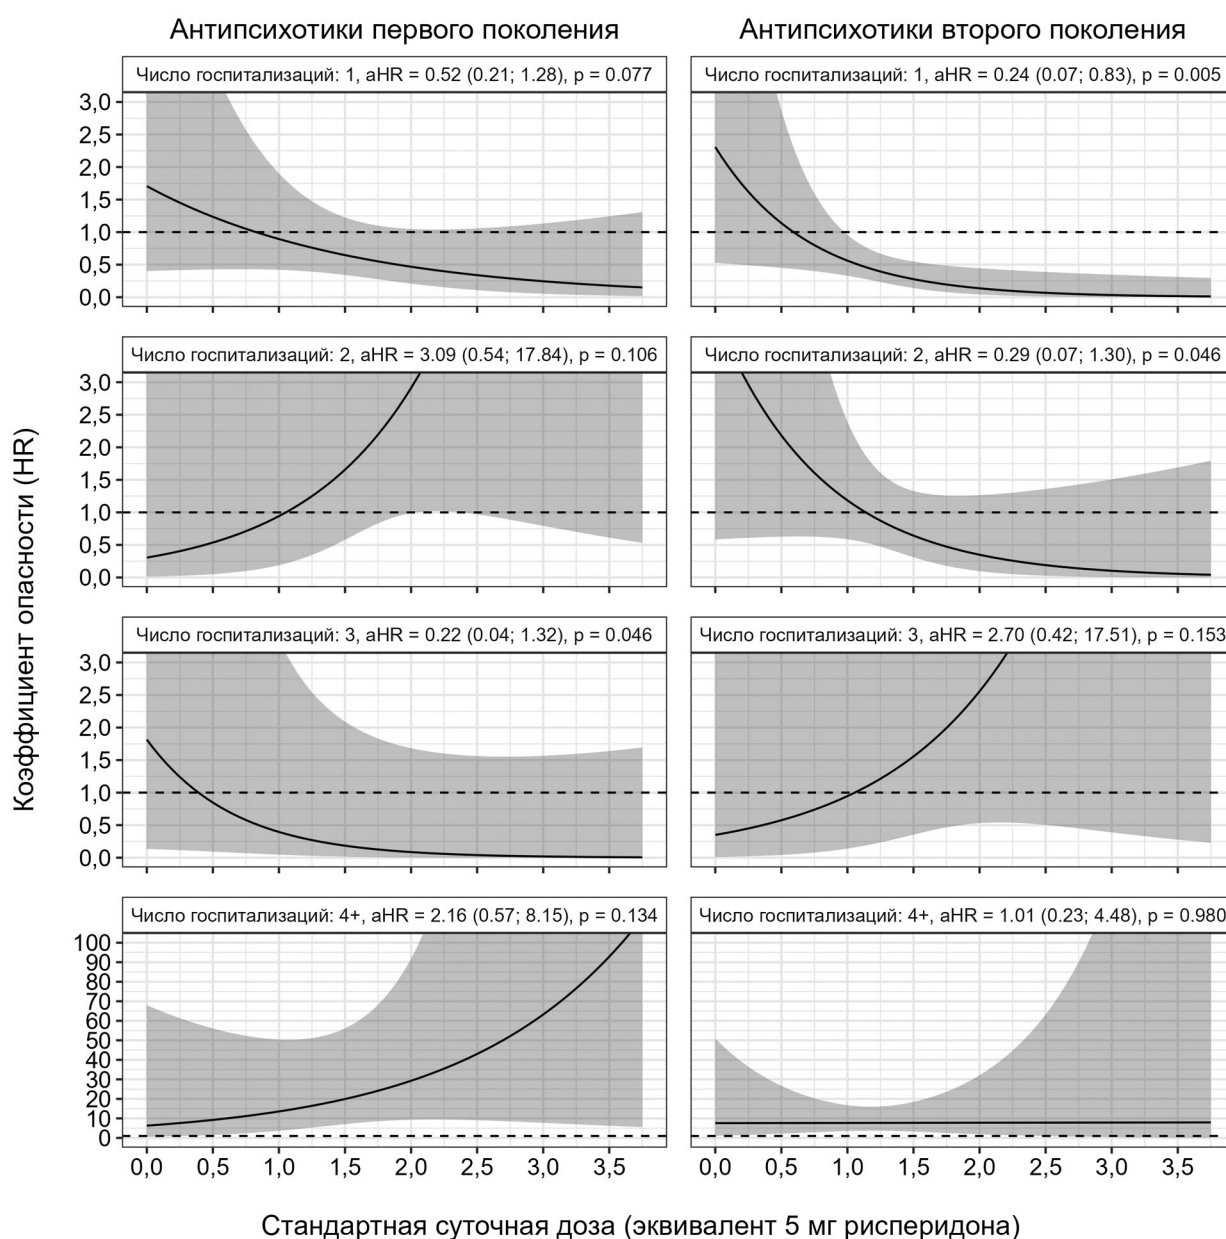 Антипсихотики первого поколения
Антипсихотики второго поколения
Число госпитализаций: 1, aHR = 0.52 (0.21; 1.28), p = 0.077
Число госпитализаций: 1, aHR = 0.24 (0.07; 0.83), p = 0.005
3,0
2,5
2,0
1,5
1,0
0,5
0,0
Число госпитализаций: 2, aHR = 3.09 (0.54; 17.84), p = 0.106
Число госпитализаций: 2, aHR = 0.29 (0.07; 1.30), p = 0.046
3,0
2,5
2,0
1,5
1,0
0,5
0,0
Число госпитализаций: 3, aHR = 0.22 (0.04; 1.32), p = 0.046
Число госпитализаций: 3, aHR = 2.70 (0.42; 17.51), p = 0.153
3,0
2,5
2,0
1,5
1,0
0,5
0,0
Число госпитализаций: 4+, aHR = 2.16 (0.57; 8.15), p = 0.134
Число госпитализаций: 4+, aHR = 1.01 (0.23; 4.48), p = 0.980
100
90
80
70
60
50
40
30
20
10
0
0,0 0,5 1,0 1,5 2,0 2,5 3,0 3,5
0,0 0,5 1,0 1,5 2,0 2,5 3,0 3,5
Коэффициент опасности (HR)
Стандартная суточная доза (эквивалент 5 мг рисперидона)